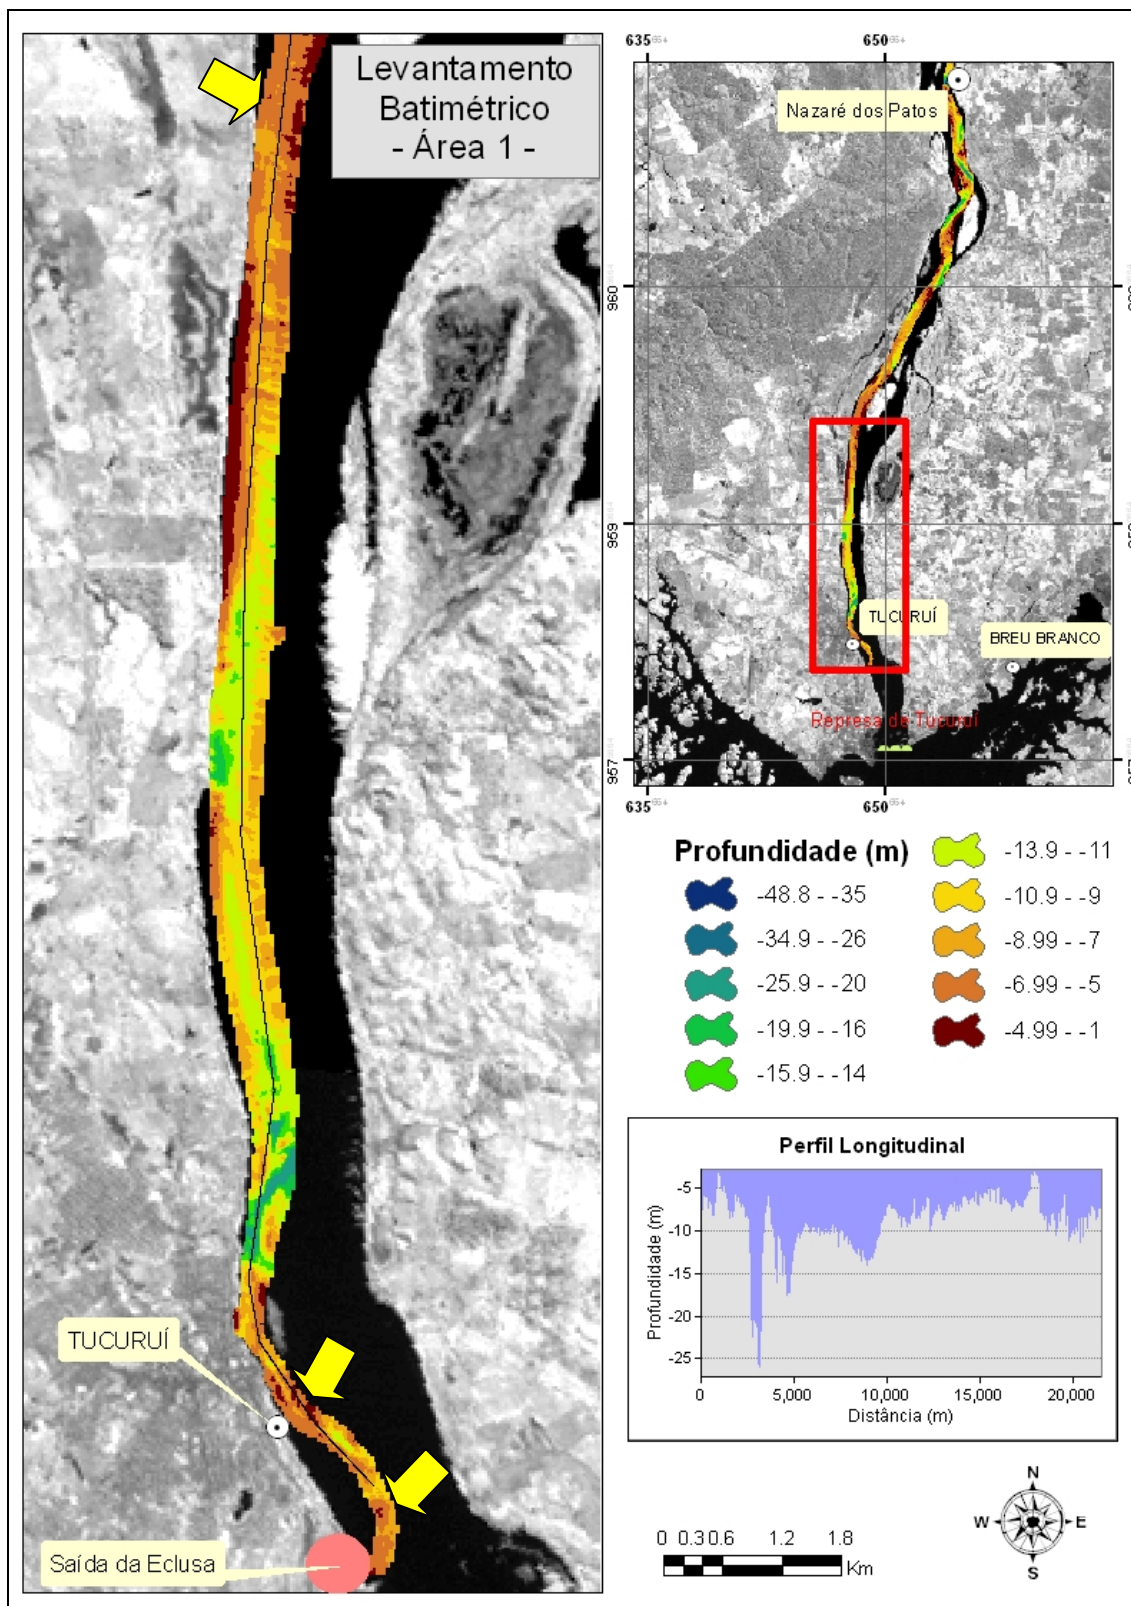 Levantamento
Batimétrico
- Área 1 -
TUCURUÍ
Saída da Eclusa
635
650
Nazaré dos Patos
960
959
TUCURUÍ
BREU BRANCO
Represa de Tucuruí
957
957
635
650
Profundidade (m)
-48.8 - -35
-34.9 - -26
-25.9 - -20
-19.9 - -16
-15.9 - -14
-13.9 - -11
-10.9 - -9
-8.99 - -7
-6.99 - -5
-4.99 - -1
Perfil Longitudinal
Profundidade (m)
-5
-10
-15
-20
-25
0 5,000 10,000 15,000 20,000
Distância (m)
0 0.3 0.6 1.2 1.8
Km
N
W E
S